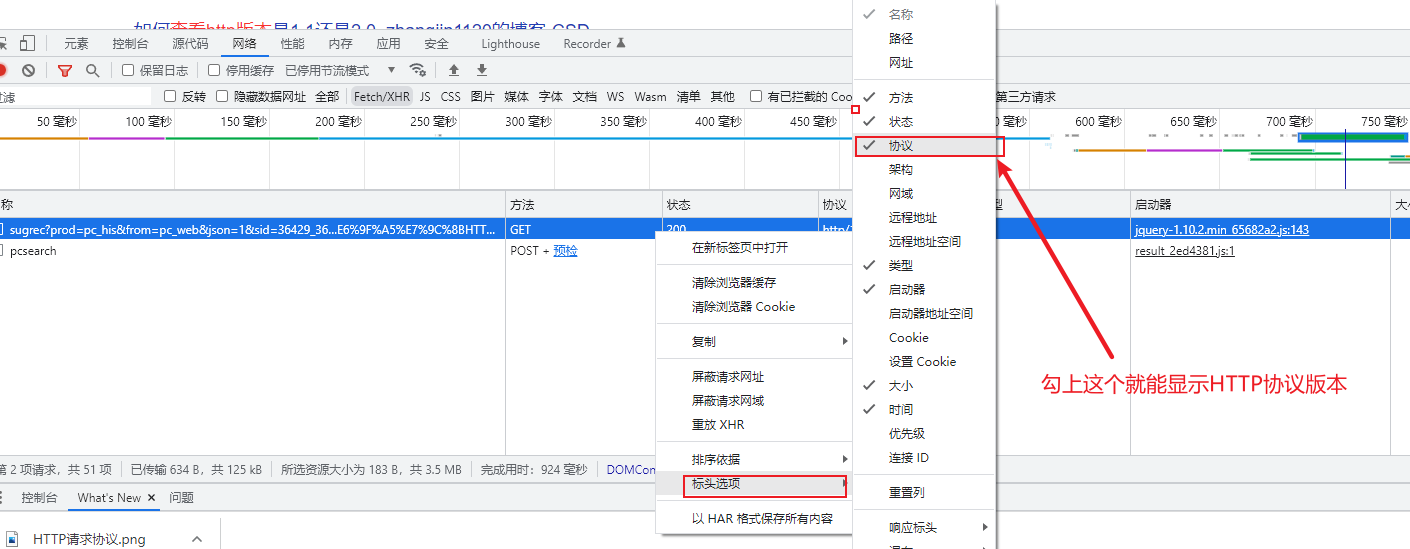 如何查看http版本是1.1还是2.0_zhangjin1120的博客-CSD
元素 控制台 源代码 网络 性能 内存 应用 安全 Lighthouse Recorder
保留日志 停用缓存 已停用节流模式
反转 隐藏数据网址 全部 Fetch/XHR JS CSS 图片 媒体 字体 文档 WS Wasm 清单 其他 有已拦截的 Coo 第三方请求
50 毫秒 100 毫秒 150 毫秒 200 毫秒 250 毫秒 300 毫秒 350 毫秒 400 毫秒 450 毫秒 600 毫秒 650 毫秒 700 毫秒 750 毫秒
称 方法 状态 协议 型 启动器 大小
sugrec?prod=pc_his&from=pc_web&json=1&sid=36429_36...E6%9F%A5%E7%9C%8BHTT... GET 200 http/ jquery-1.10.2.min_65682a2.js:143
pcsearch POST + 预检 result_2ed4381.js:1
在新标签页中打开
清除浏览器缓存
清除浏览器 Cookie
复制
屏蔽请求网址
屏蔽请求网域
重放 XHR
排序依据
标头选项
以 HAR 格式保存所有内容
名称
路径
网址
方法
状态
协议
架构
网域
远程地址
远程地址空间
类型
启动器
启动器地址空间
Cookie
设置 Cookie
大小
时间
优先级
连接 ID
重置列
响应标头
勾上这个就能显示HTTP协议版本
第 2 项请求，共 51 项 已传输 634 B，共 125 kB 所选资源大小为 183 B，共 3.5 MB 完成用时：924 毫秒 DOMCon
控制台 What's New 问题
HTTP请求协议.png